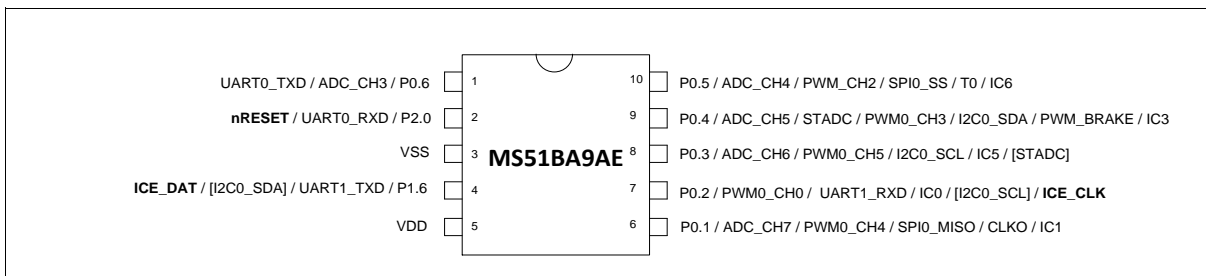 UART0_TXD / ADC_CH3 / P0.6 1 10 P0.5 / ADC_CH4 / PWM_CH2 / SPI0_SS / T0 / IC6
nRESET / UART0_RXD / P2.0 2 9 P0.4 / ADC_CH5 / STADC / PWM0_CH3 / I2C0_SDA / PWM_BRAKE / IC3
VSS 3 MS51BA9AE 8 P0.3 / ADC_CH6 / PWM0_CH5 / I2C0_SCL / IC5 / [STADC]
ICE_DAT / [I2C0_SDA] / UART1_TXD / P1.6 4 7 P0.2 / PWM0_CH0 / UART1_RXD / IC0 / [I2C0_SCL] / ICE_CLK
VDD 5 6 P0.1 / ADC_CH7 / PWM0_CH4 / SPI0_MISO / CLKO / IC1